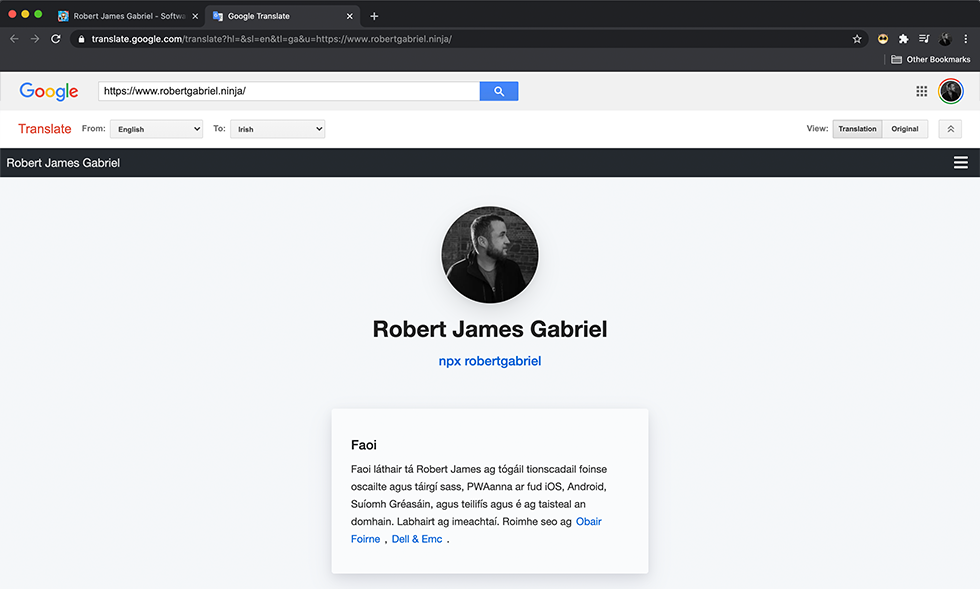 Robert James Gabriel - Softwa
Google Translate
translate.google.com/translate?hl=&sl=en&tl=ga&u=https://www.robertgabriel.ninja/
Other Bookmarks
Google
https://www.robertgabriel.ninja/
Translate From: English To: Irish View: Translation Original
Robert James Gabriel
Robert James Gabriel
npx robertgabriel
Faoi
Faoi láthair tá Robert James ag tógáil tionscadail foinse
oscailte agus táirgí sass, PWAanna ar fud iOS, Android,
Suíomh Gréasáin, agus teilifís agus é ag taisteal an
domhain. Labhairt ag imeachtaí. Roimhe seo ag Obair
Foirne , Dell & Emc .